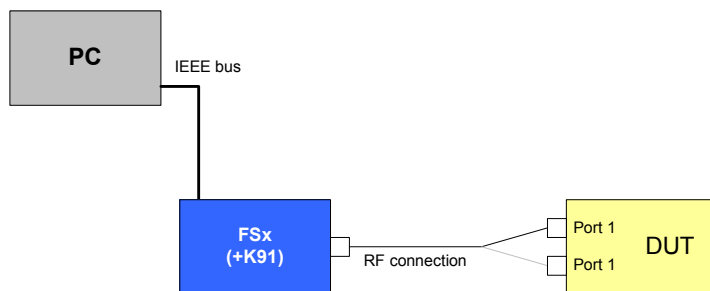 PC
IEEE bus
FSx
(+K91)
RF connection
Port 1
Port 1
DUT